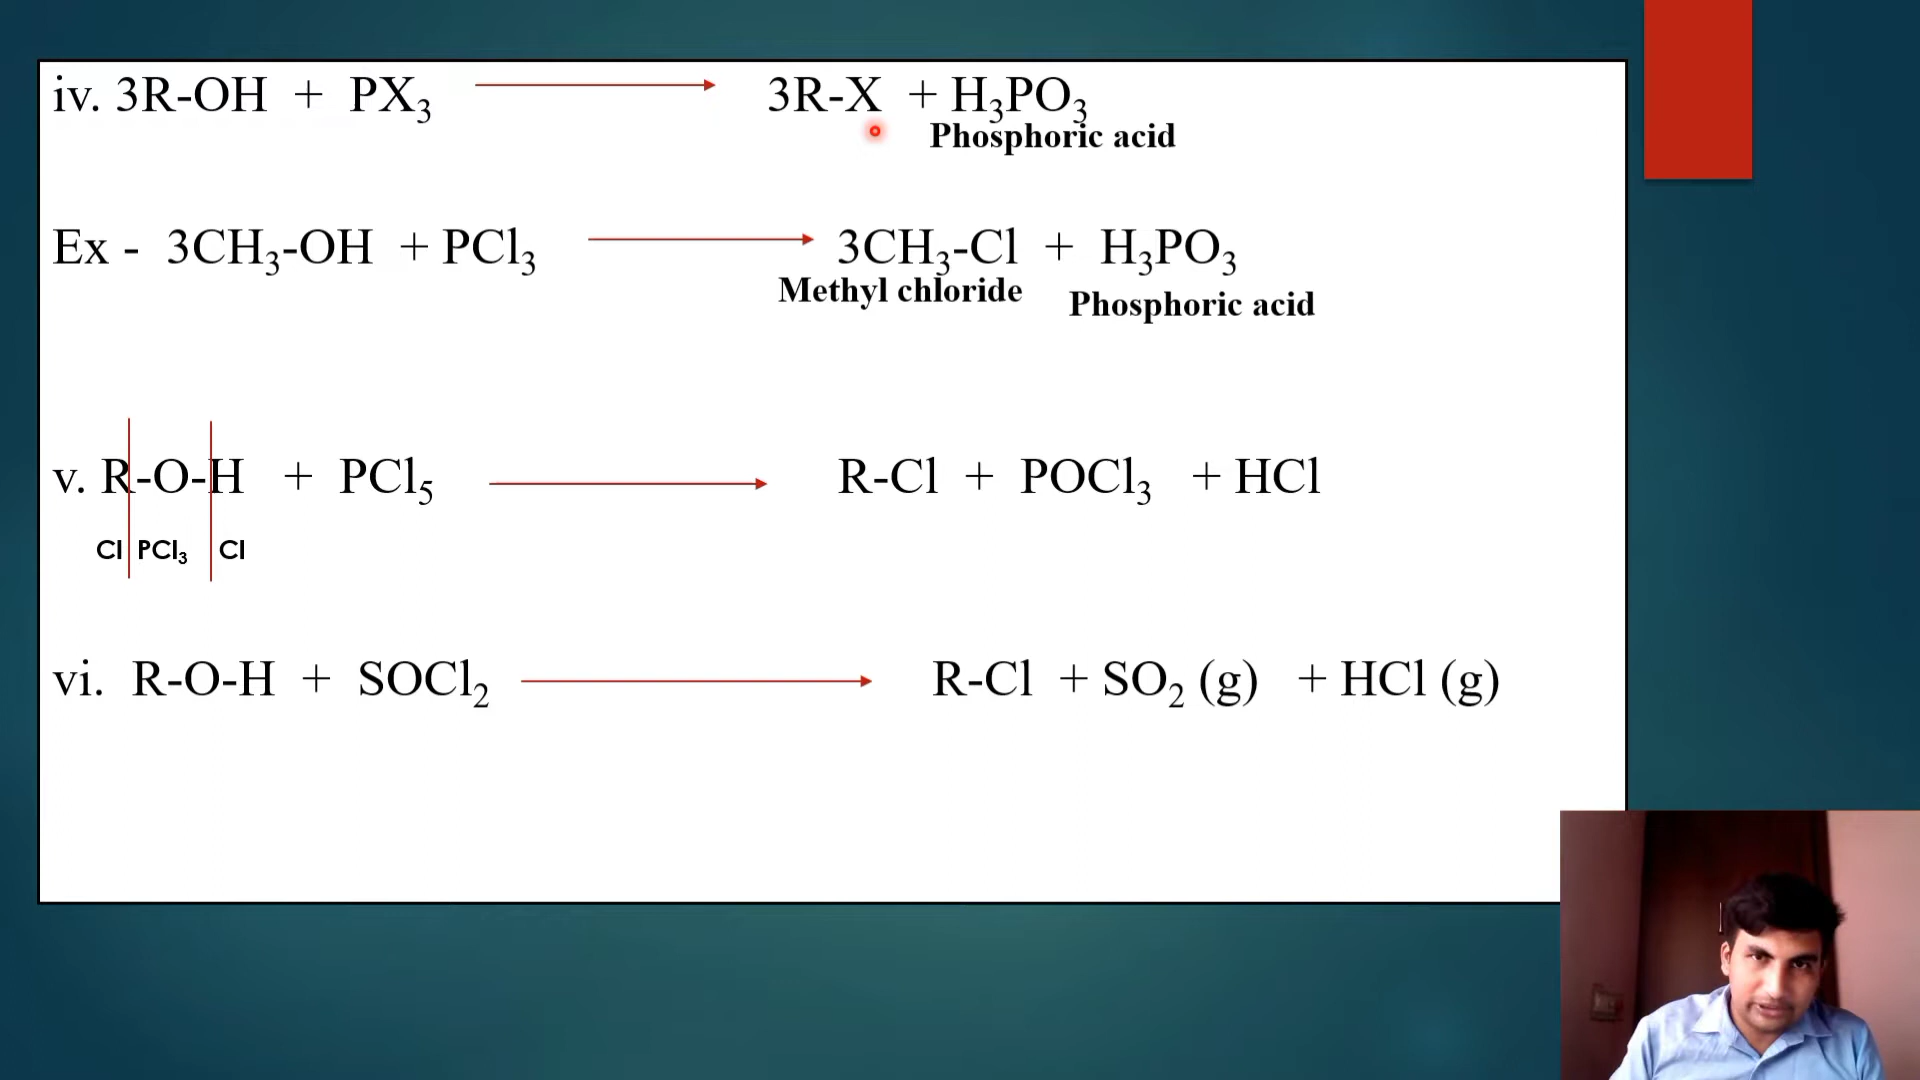 iv. 3R-OH + PX₃ 3R-X + H₃PO₃
Phosphoric acid
Ex - 3CH₃-OH + PCl₃ 3CH₃-Cl + H₃PO₃
Methyl chloride Phosphoric acid
v. R-O-H + PCl₅ R-Cl + POCl₃ + HCl
Cl PCl₃ Cl
vi. R-O-H + SOCl₂ R-Cl + SO₂ (g) + HCl (g)